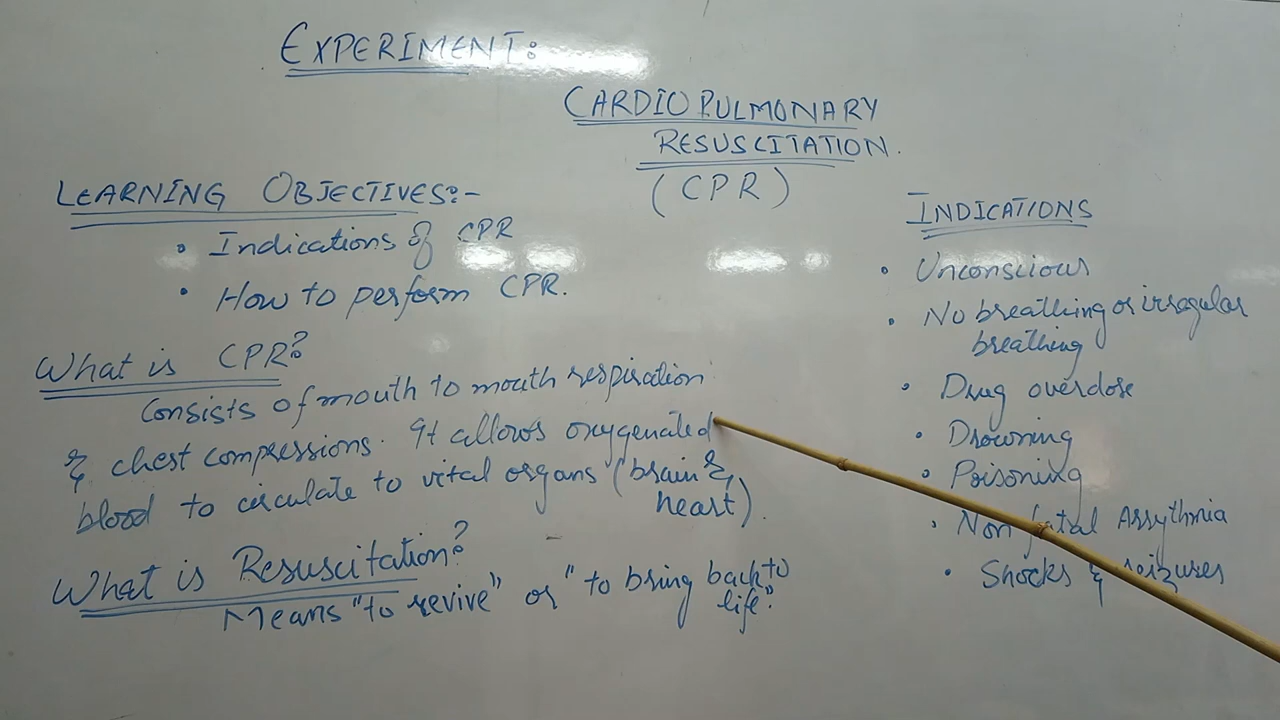 EXPERIMENT:
CARDIOPULMONARY
RESUSCITATION.
(CPR)
LEARNING OBJECTIVES:-
• Indications of CPR
• How to perform CPR.
What is CPR?
Consists of mouth to mouth respiration
& chest compressions. It allows oxygenated
blood to circulate to vital organs (brain &
heart).
What is Resuscitation?
Means "to revive" or "to bring back to
life".
INDICATIONS
• Unconscious
• No breathing or irregular
breathing
• Drug overdose
• Drowning
• Poisoning
• Non fatal Assythmia
• Shocks & seizures